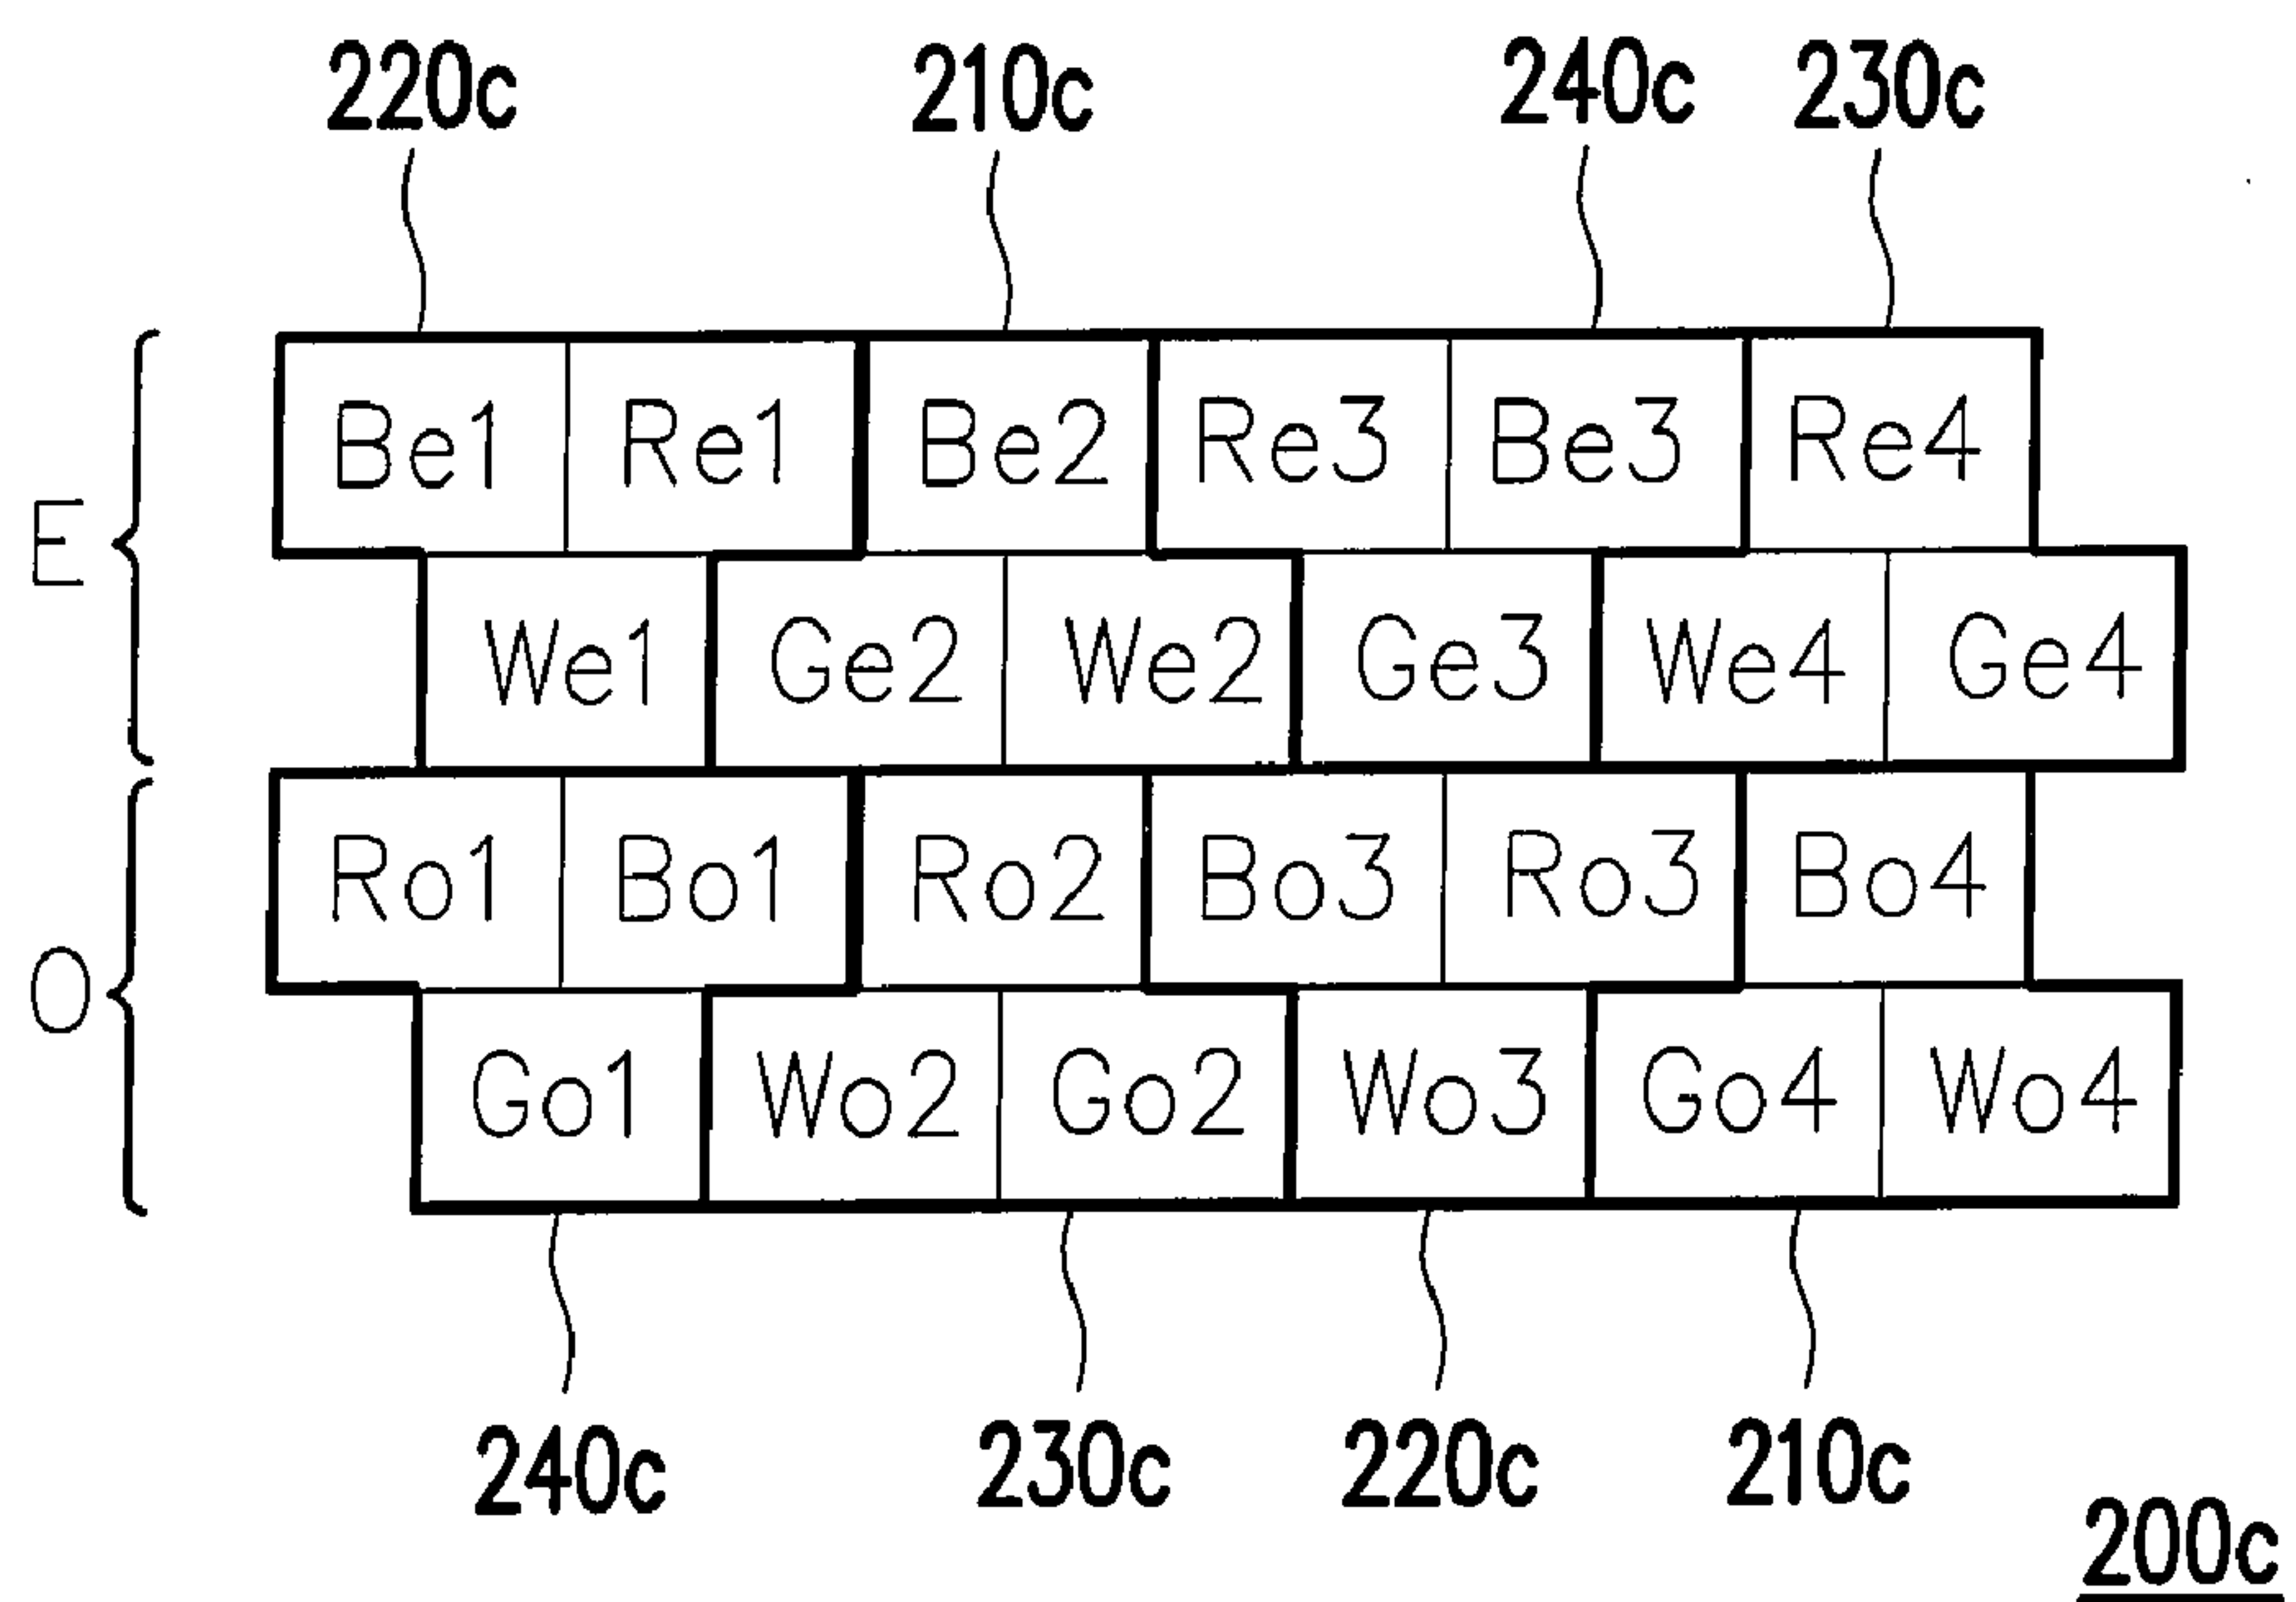 220c 210c 240c 230c
E
Be1 Re1 Be2 Re3 Be3 Re4
We1 Ge2 We2 Ge3 We4 Ge4
O
Ro1 Bo1 Ro2 Bo3 Ro3 Bo4
Go1 Wo2 Go2 Wo3 Go4 Wo4
240c 230c 220c 210c
200c